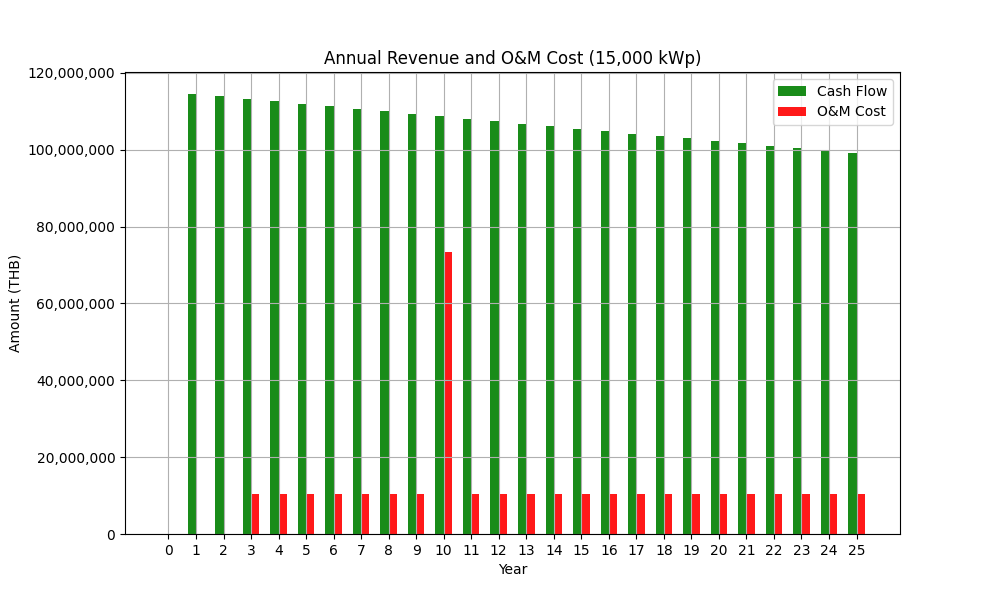 Annual Revenue and O&M Cost (15,000 kWp)
120,000,000
100,000,000
80,000,000
60,000,000
40,000,000
20,000,000
0
Amount (THB)
Cash Flow
O&M Cost
0 1 2 3 4 5 6 7 8 9 10 11 12 13 14 15 16 17 18 19 20 21 22 23 24 25
Year